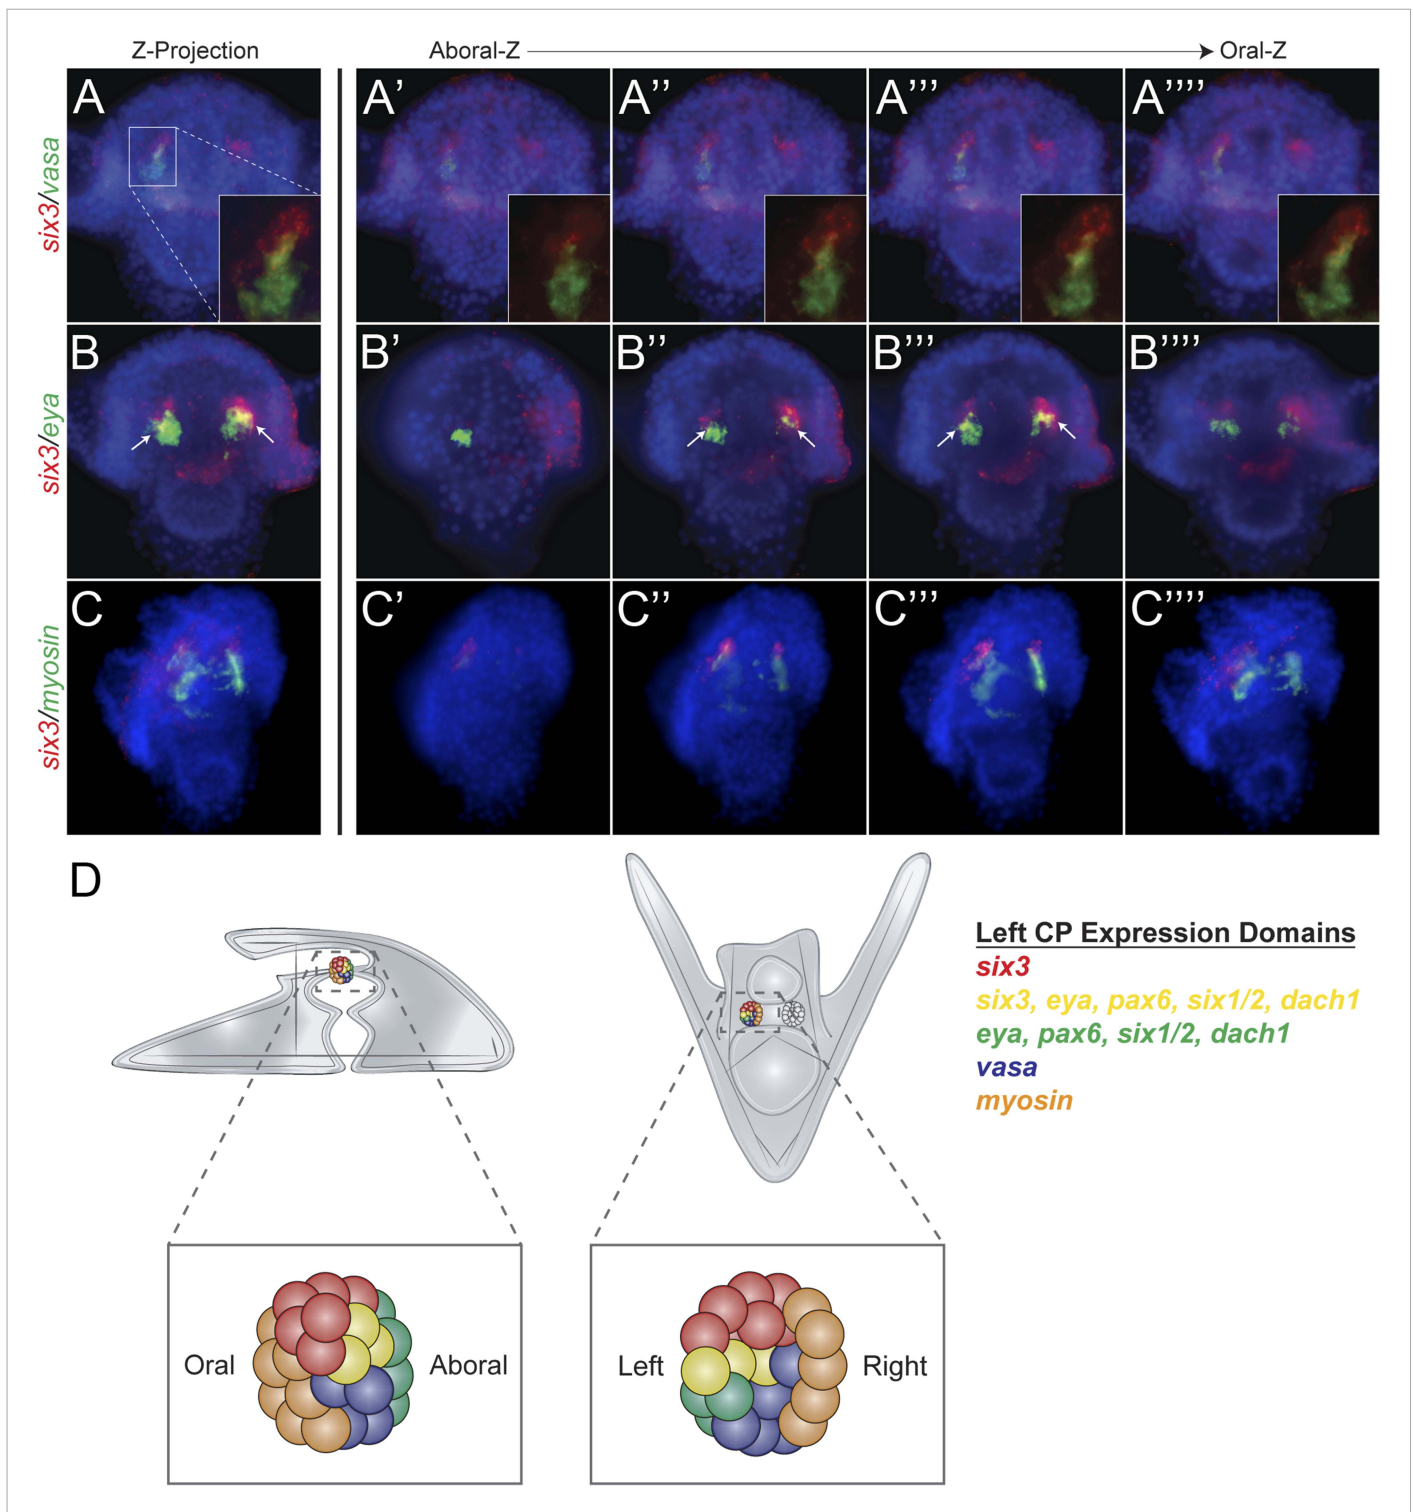 Z-Projection
Aboral-Z
Oral-Z
six3/vasa
A
A’
A’’
A’’’
A’’’’
six3/eya
B
B’
B’’
B’’’
B’’’’
six3/myosin
C
C’
C’’
C’’’
C’’’’
D
Left CP Expression Domains
six3
six3, eya, pax6, six1/2, dach1
eya, pax6, six1/2, dach1
vasa
myosin
Oral
Aboral
Left
Right